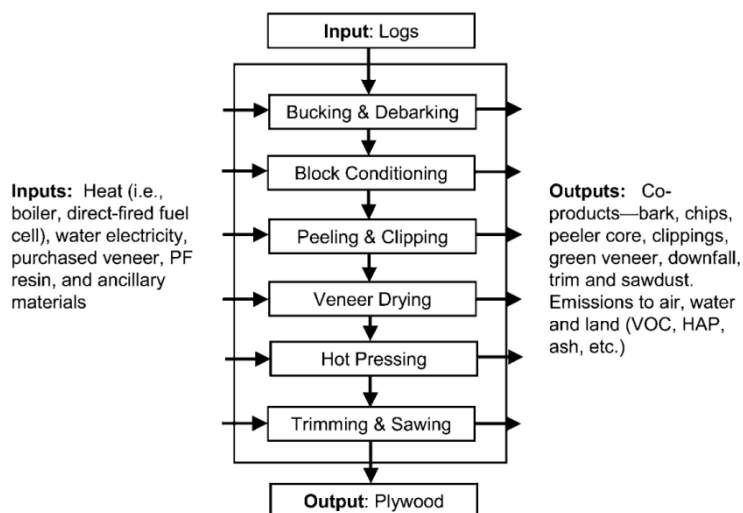 Input: Logs
Bucking & Debarking
Block Conditioning
Peeling & Clipping
Veneer Drying
Hot Pressing
Trimming & Sawing
Output: Plywood
Inputs: Heat (i.e.,
boiler, direct-fired fuel
cell), water electricity,
purchased veneer, PF
resin, and ancillary
materials
Outputs: Co-
products—bark, chips,
peeler core, clippings,
green veneer, downfall,
trim and sawdust.
Emissions to air, water
and land (VOC, HAP,
ash, etc.)